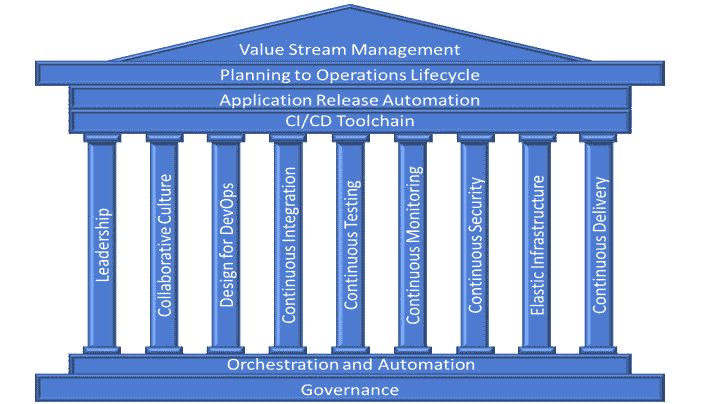 Value Stream Management
Planning to Operations Lifecycle
Application Release Automation
CI/CD Toolchain
Leadership
Collaborative Culture
Design for DevOps
Continuous Integration
Continuous Testing
Continuous Monitoring
Continuous Security
Elastic Infrastructure
Continuous Delivery
Orchestration and Automation
Governance